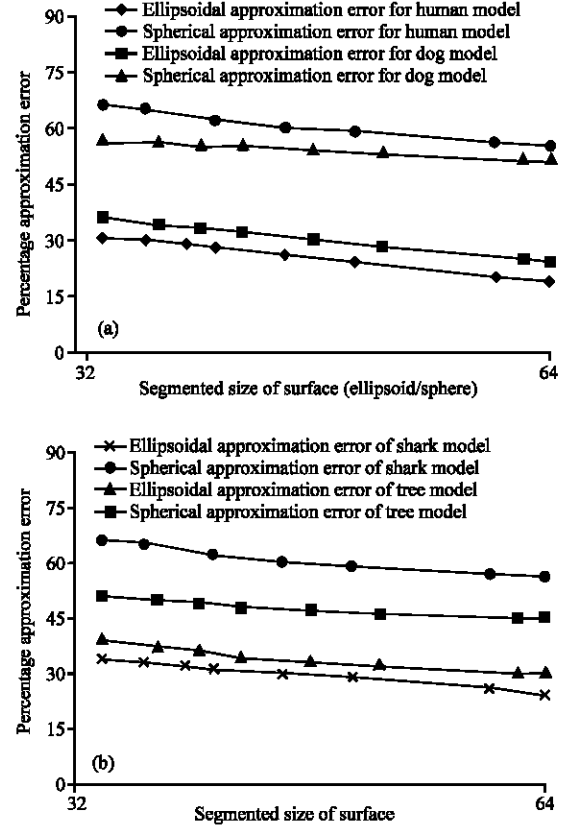 Ellipsoidal approximation error for human model
Spherical approximation error for human model
Ellipsoidal approximation error for dog model
Spherical approximation error for dog model
90
75
60
45
30
15
0
Percentage approximation error
(a)
32
64
Segmented size of surface (ellipsoid/sphere)
Ellipsoidal approximation error of shark model
Spherical approximation error of shark model
Ellipsoidal approximation error of tree model
Spherical approximation error of tree model
90
75
60
45
30
15
0
Percentage approximation error
(b)
32
64
Segmented size of surface